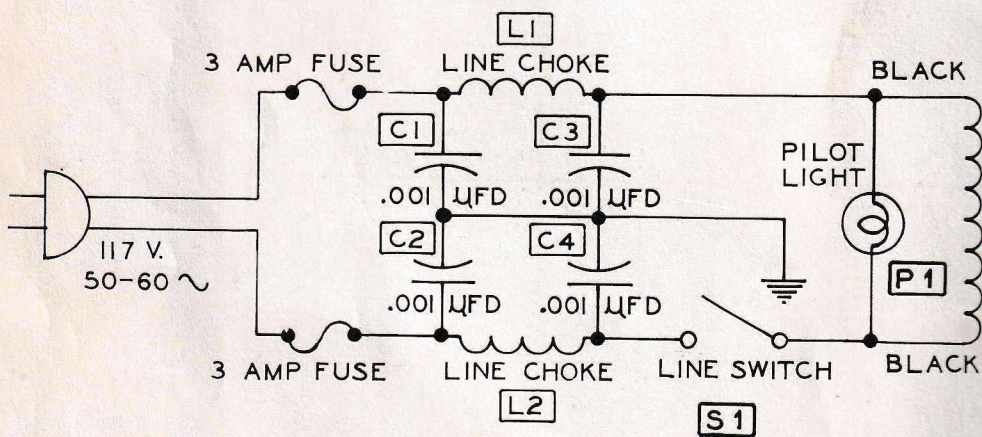 L1
3 AMP FUSE
LINE CHOKE
BLACK
C1
C3
PILOT
LIGHT
.001 µFD
.001 µFD
C2
C4
117 V.
50-60 ~
P1
.001 µFD
.001 µFD
3 AMP FUSE
LINE CHOKE
LINE SWITCH
BLACK
L2
S1